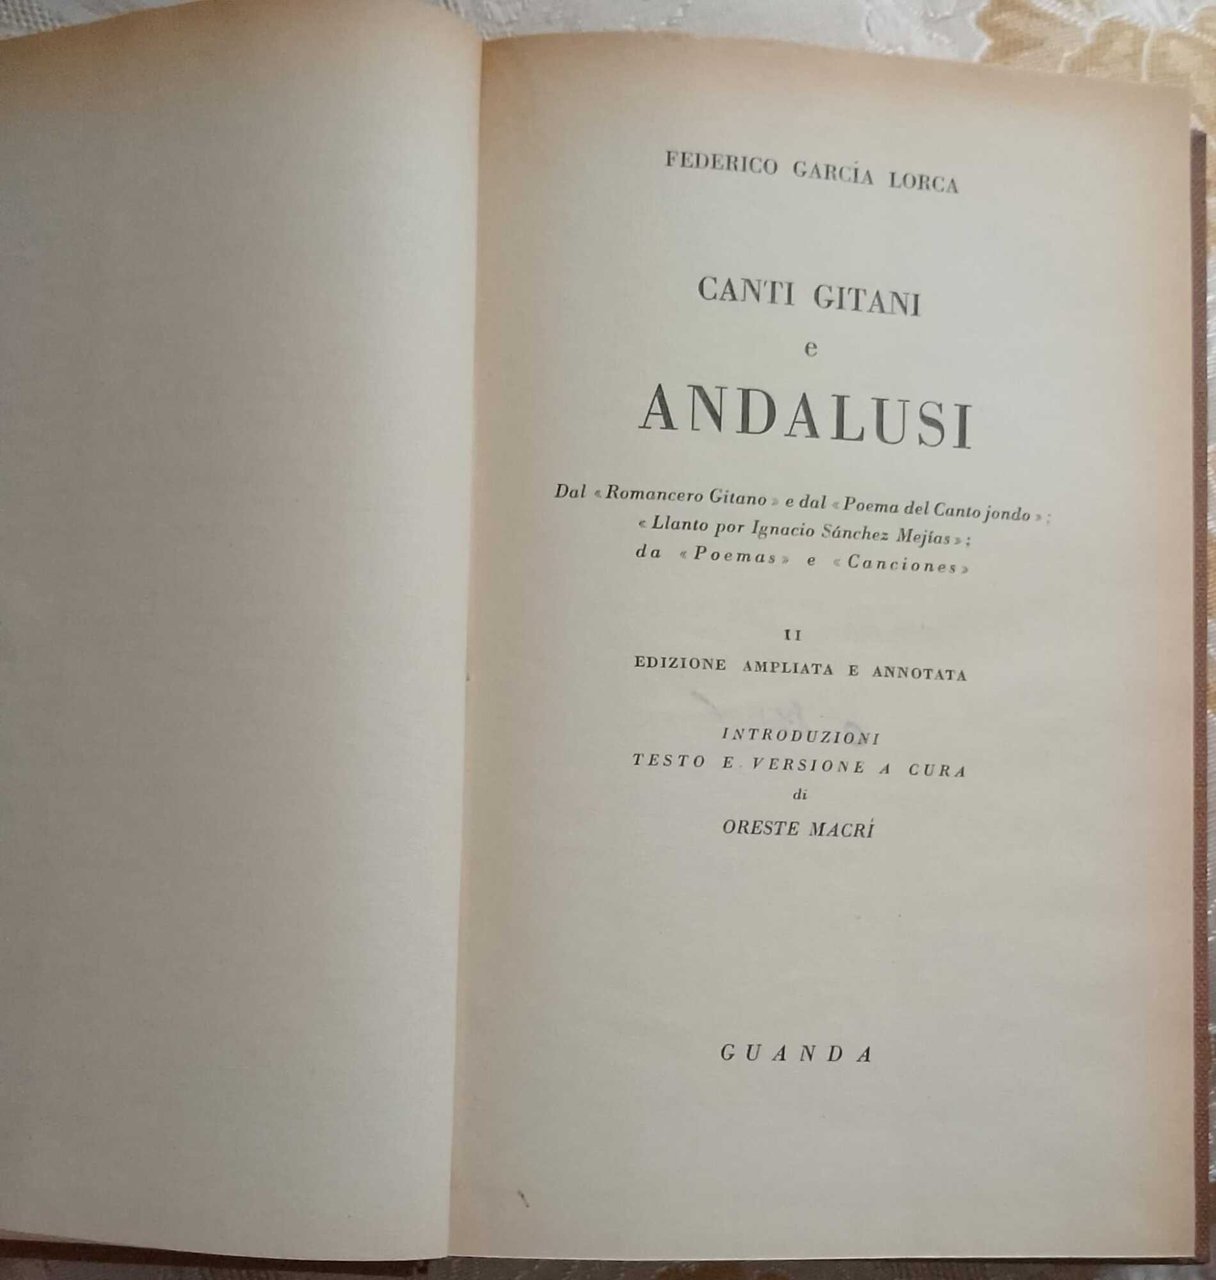 FEDERICO GARCÍA LORCA
CANTI GITANI
e
ANDALUSI
Dal « Romancero Gitano » e dal « Poema del Canto jondo » ;
« Llanto por Ignacio Sánchez Mejías » ;
da « Poemas » e « Canciones »
II
EDIZIONE AMPLIATA E ANNOTATA
INTRODUZIONI
TESTO E VERSIONE A CURA
di
ORESTE MACRÍ
GUANDA